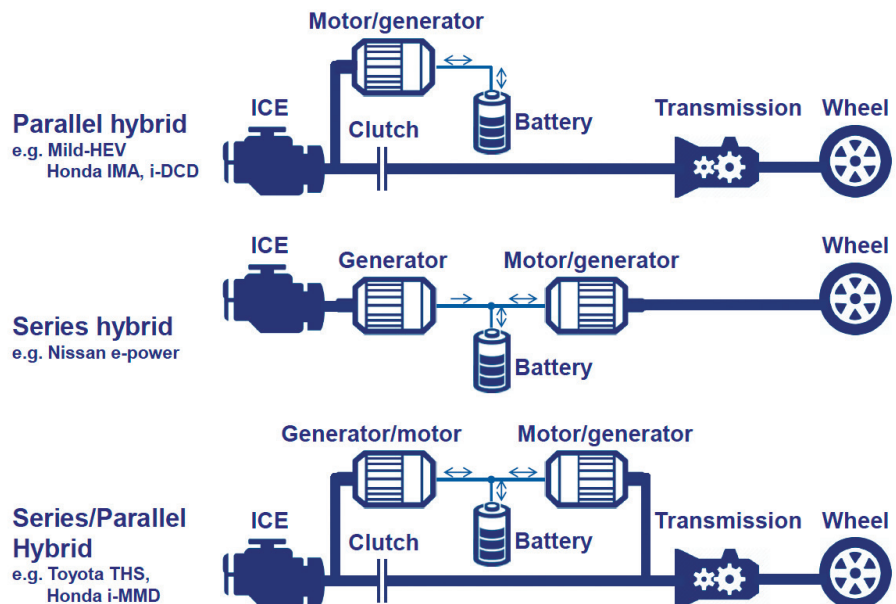 Motor/generator
ICE
Transmission
Wheel
Parallel hybrid
Battery
Clutch
e.g. Mild-HEV
Honda IMA, i-DCD
ICE
Generator
Motor/generator
Wheel
Series hybrid
e.g. Nissan e-power
Battery
Generator/motor
Motor/generator
Series/Parallel
Hybrid
ICE
Transmission
Wheel
Clutch
Battery
e.g. Toyota THS,
Honda i-MMD